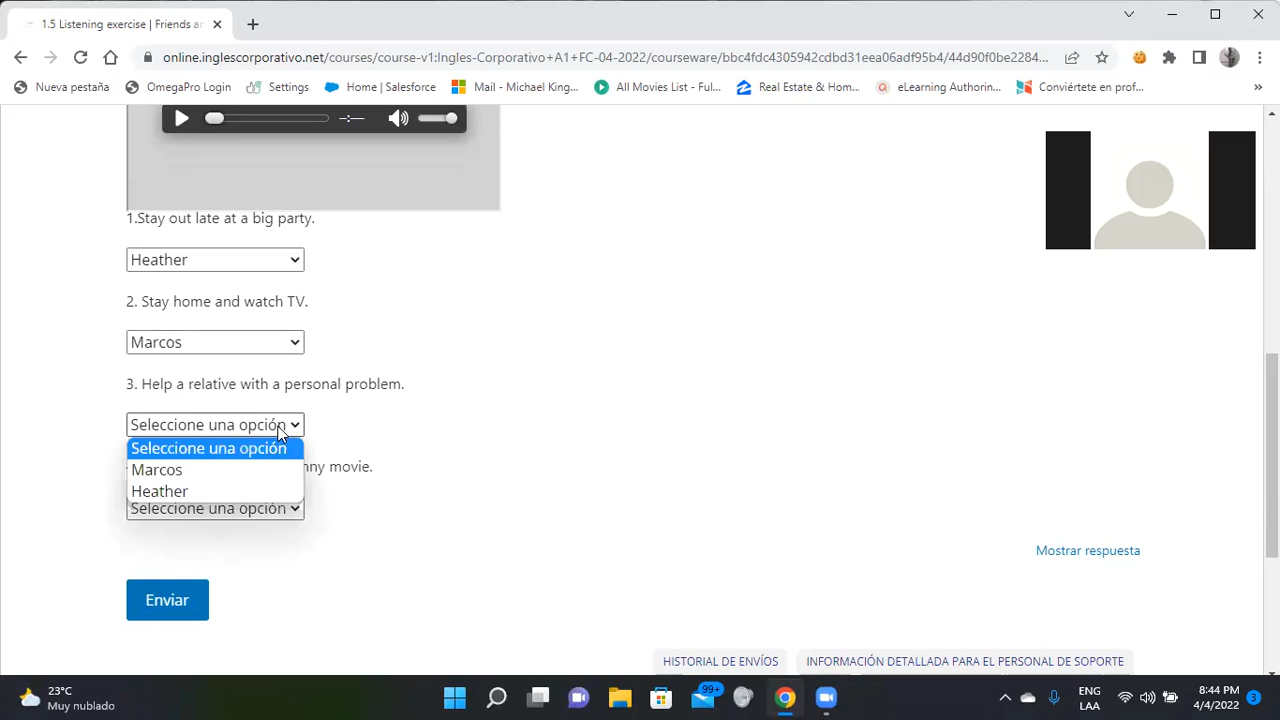 1.5 Listening exercise | Friends ar
online.inglescorporativo.net/courses/course-v1:Ingles-Corporativo+A1+FC-04-2022/courseware/bbc4fdc4305942cdbd31eea06adf95b4/44d90f0be2284...
Nueva pestaña
OmegaPro Login
Settings
Home | Salesforce
Mail - Michael King...
All Movies List - Ful...
Real Estate & Hom...
eLearning Authorin...
Conviértete en prof...
»
-:--
1.Stay out late at a big party.
Heather
2. Stay home and watch TV.
Marcos
3. Help a relative with a personal problem.
Seleccione una opción
Seleccione una opción
Marcos
nny movie.
Heather
Seleccione una opción
Mostrar respuesta
Enviar
HISTORIAL DE ENVÍOS
INFORMACIÓN DETALLADA PARA EL PERSONAL DE SOPORTE
23°C
Muy nublado
99+
ENG
LAA
8:44 PM
4/4/2022
3